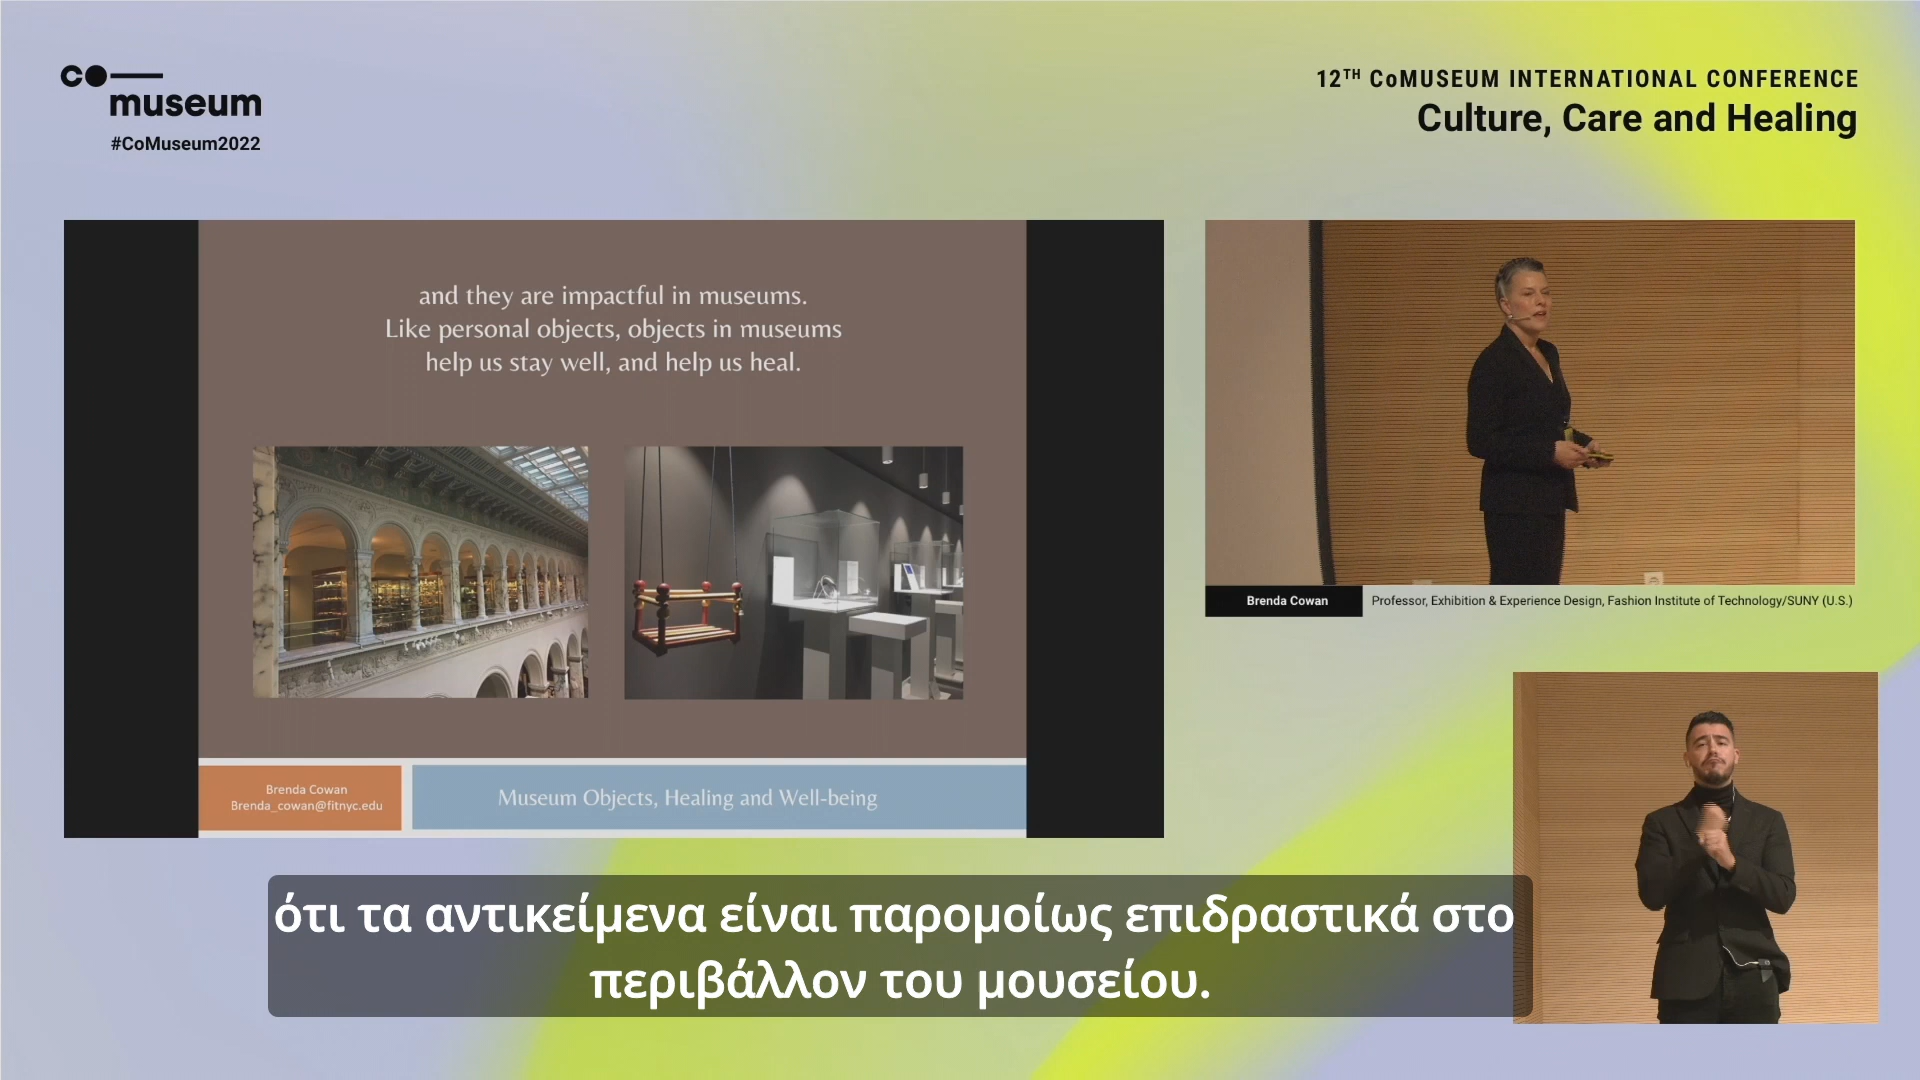 co
museum
#CoMuseum2022
12TH CoMUSEUM INTERNATIONAL CONFERENCE
Culture, Care and Healing
and they are impactful in museums.
Like personal objects, objects in museums
help us stay well, and help us heal.
Brenda Cowan
Brenda_cowan@fitnyc.edu
Museum Objects, Healing and Well-being
Brenda Cowan
Professor, Exhibition & Experience Design, Fashion Institute of Technology/SUNY (U.S.)
ότι τα αντικείμενα είναι παρομοίως επιδραστικά στο
περιβάλλον του μουσείου.